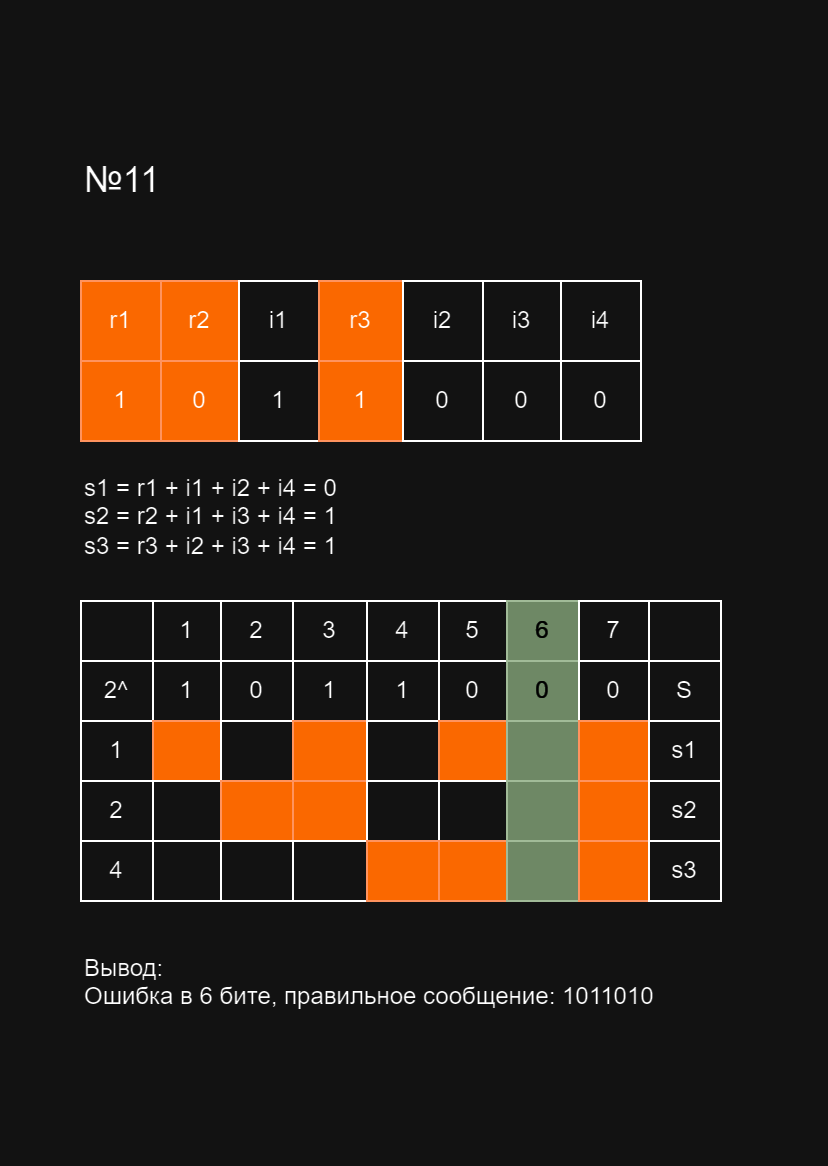 №11
r1 r2 i1 r3 i2 i3 i4
1 0 1 1 0 0 0
s1 = r1 + i1 + i2 + i4 = 0
s2 = r2 + i1 + i3 + i4 = 1
s3 = r3 + i2 + i3 + i4 = 1
1 2 3 4 5 6 7
2^ 1 0 1 1 0 0 0 S
1 s1
2 s2
4 s3
Вывод:
Ошибка в 6 бите, правильное сообщение: 1011010